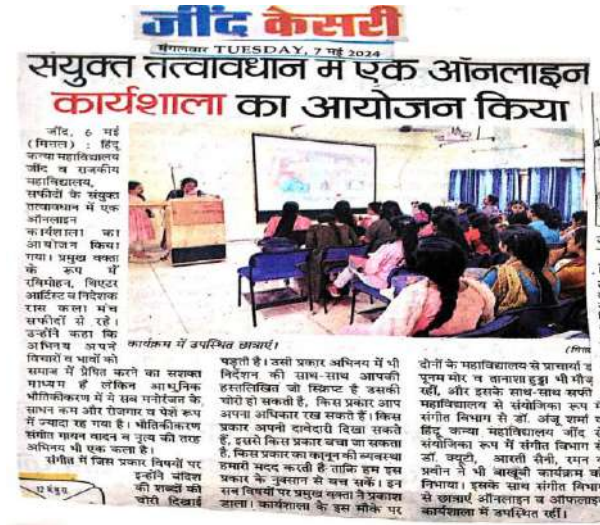 जींद केसरी
मंगलवार TUESDAY, 7 मई 2024
संयुक्त तत्वावधान में एक ऑनलाइन
कार्यशाला का आयोजन किया
जींद, 6 मई
(मित्तल) : हिंदू
कन्या महाविद्यालय
जींद व राजकीय
महाविद्यालय,
सफीदों के संयुक्त
तत्वावधान में एक
ऑनलाइन
कार्यशाला का
आयोजन किया
गया। प्रमुख वक्ता
के रूप में
रविमोहन, थिएटर
आर्टिस्ट व निदेशक
रास कला मंच
सफीदों से रहे।
उन्होंने कहा कि
अभिनय अपने
विचारों व भावों को
समाज में प्रेषित करने का सशक्त
माध्यम है लेकिन आधुनिक
भौतिकीकरण में ये सब मनोरंजन के
साधन कम और रोजगार व पेशे रूप
में ज्यादा रह गया है। भौतिकीकरण
संगीत गायन वादन व नृत्य की तरह
अभिनय भी एक कला है।
संगीत में जिस प्रकार विषयों पर
इन्होंने बंदिश
की शब्दों की
चोरी दिखाई
कार्यक्रम में उपस्थित छात्राएं।
(मित्त
पड़ती है। उसी प्रकार अभिनय में भी
निर्देशन की साथ-साथ आपकी
हस्तलिखित जो स्क्रिप्ट है उसकी
चोरी हो सकती है, किस प्रकार आप
अपना अधिकार रख सकते हैं। किस
प्रकार अपनी दावेदारी दिखा सकते
हैं, इससे किस प्रकार बचा जा सकता
है, किस प्रकार का कानून की व्यवस्था
हमारी मदद करती है ताकि हम इस
प्रकार के नुक्सान से बच सकें। इन
सब विषयों पर प्रमुख वक्ता ने प्रकाश
डाला। कार्यशाला के इस मौके पर
दोनों के महाविद्यालय से प्राचार्या ड
पूनम मोर व तानाशा हुड्डा भी मौजू
रहीं, और इसके साथ-साथ सफी
महाविद्यालय से संयोजिका रूप में
संगीत विभाग से डॉ. अंजू शर्मा व
हिंदू कन्या महाविद्यालय जींद से
संयोजिका रूप में संगीत विभाग से
डॉ. क्यूटी, आरती सैनी, रमन व
प्रवीन ने भी बाखूबी कार्यक्रम को
निभाया। इसके साथ संगीत विभाग
से छात्राएं ऑनलाइन व ऑफलाइन
कार्यशाला में उपस्थित रहीं।